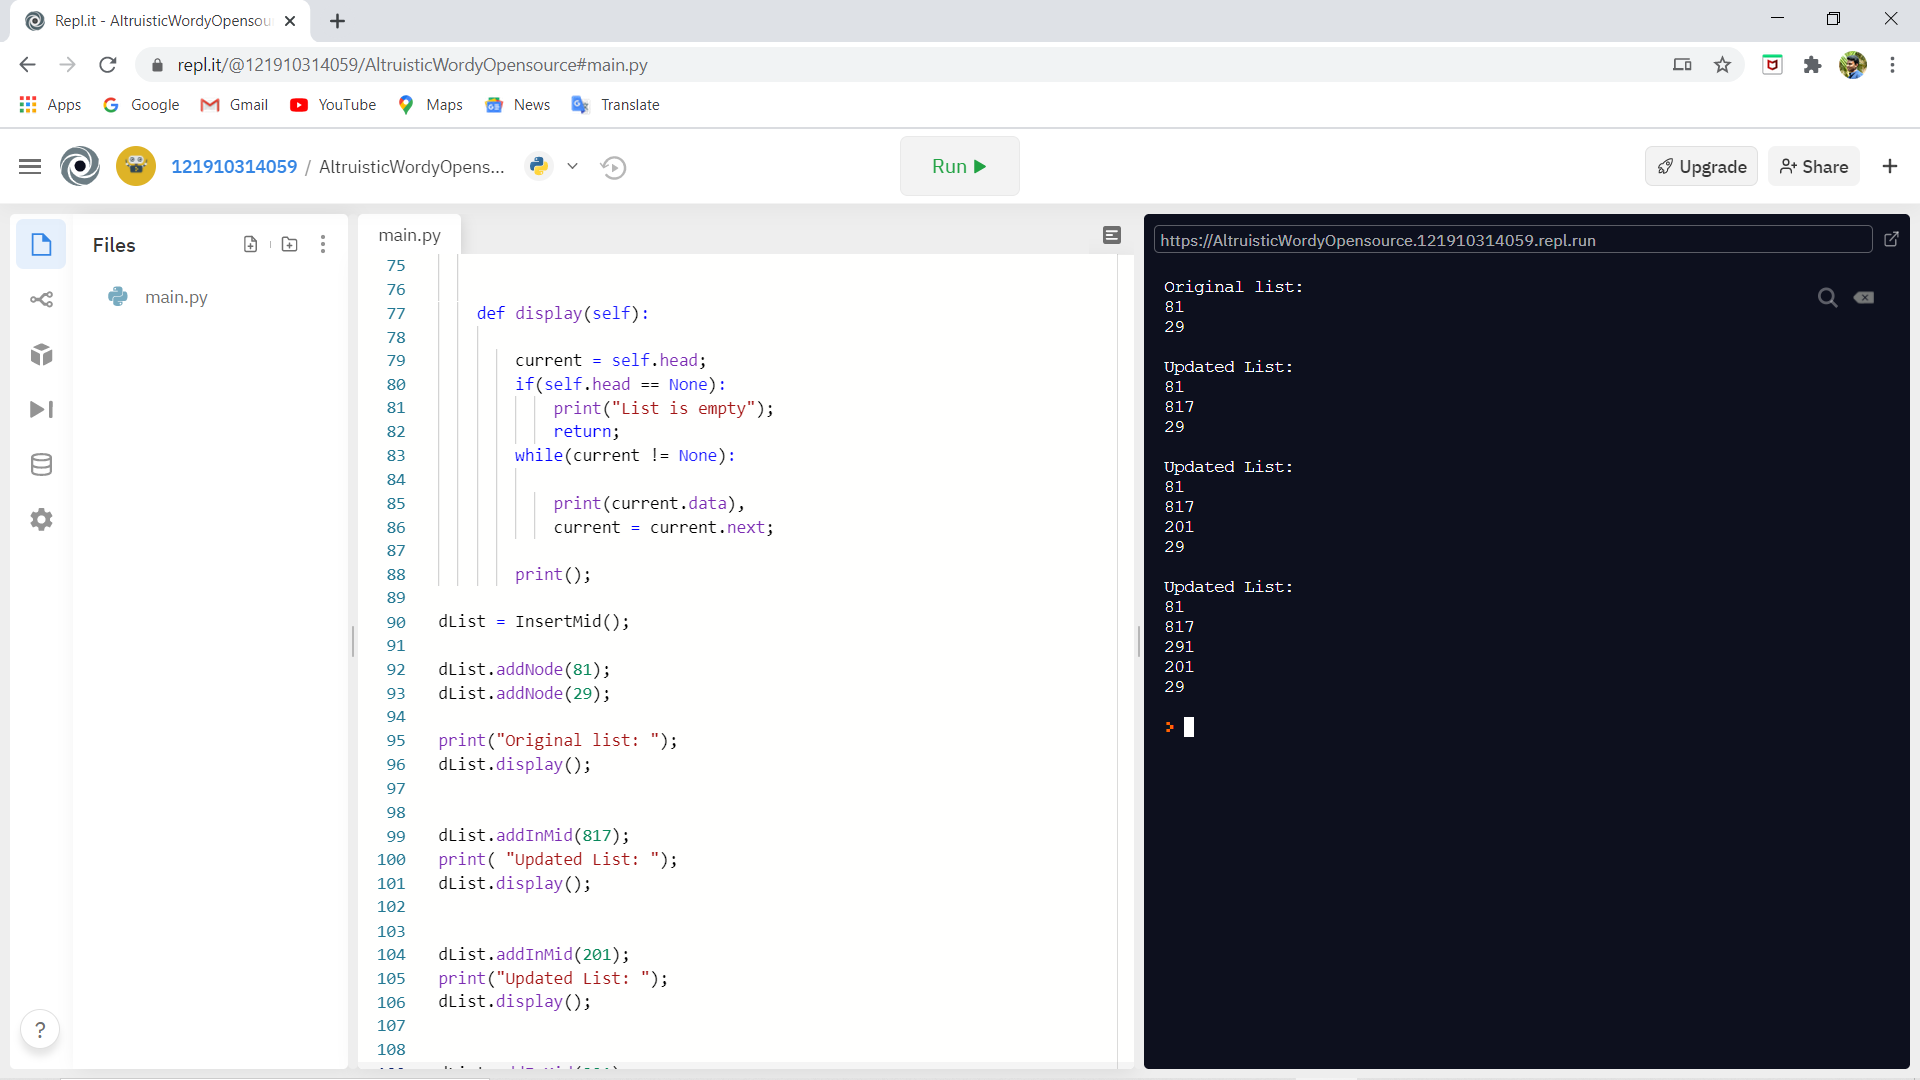 Repl.it - AltruisticWordyOpensou
repl.it/@121910314059/AltruisticWordyOpensource#main.py
Apps Google Gmail YouTube Maps News Translate
121910314059 / AltruisticWordyOpens...
Run
Upgrade
Share
Files
main.py
main.py
75
76
77 def display(self):
78
79 current = self.head;
80 if(self.head == None):
81 print("List is empty");
82 return;
83 while(current != None):
84
85 print(current.data),
86 current = current.next;
87
88 print();
89
90 dList = InsertMid();
91
92 dList.addNode(81);
93 dList.addNode(29);
94
95 print("Original list: ");
96 dList.display();
97
98
99 dList.addInMid(817);
100 print( "Updated List: ");
101 dList.display();
102
103
104 dList.addInMid(201);
105 print("Updated List: ");
106 dList.display();
107
108
https://AltruisticWordyOpensource.121910314059.repl.run
Original list:
81
29
Updated List:
81
817
29
Updated List:
81
817
201
29
Updated List:
81
817
291
201
29
>
?